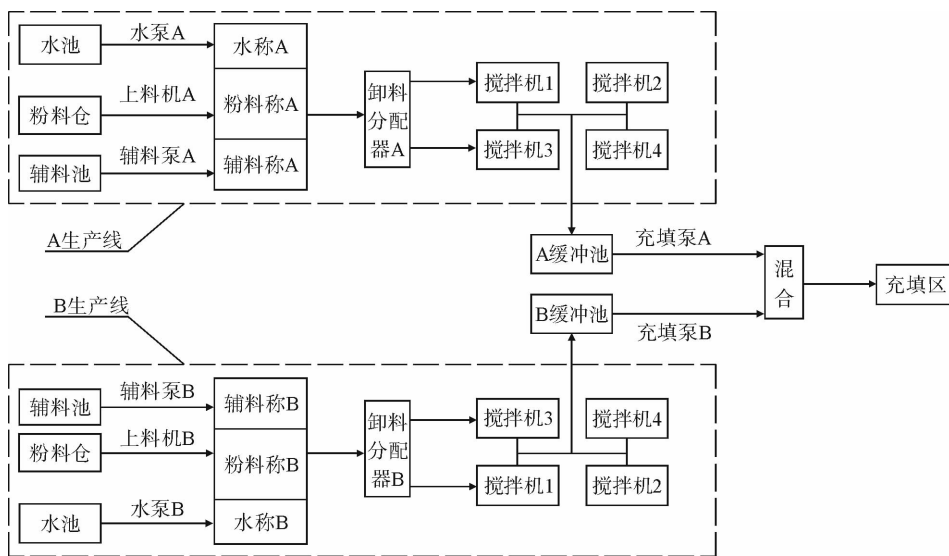 水池
水泵A
水称A
粉料仓
上料机A
粉料称A
辅料池
辅料泵A
辅料称A
卸料
分配
器A
搅拌机1
搅拌机2
搅拌机3
搅拌机4
A生产线
A缓冲池
充填泵A
混
合
充填区
B生产线
B缓冲池
充填泵B
辅料池
辅料泵B
辅料称B
粉料仓
上料机B
粉料称B
水池
水泵B
水称B
卸料
分配
器B
搅拌机3
搅拌机4
搅拌机1
搅拌机2